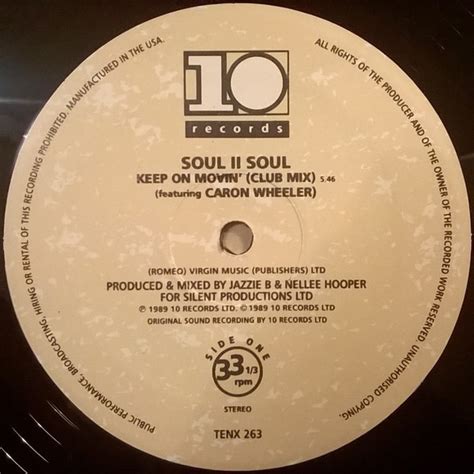 10
records
SOUL II SOUL
KEEP ON MOVIN' (CLUB MIX) 5.46
(featuring CARON WHEELER)
(ROMEO) VIRGIN MUSIC (PUBLISHERS) LTD
PRODUCED & MIXED BY JAZZIE B & NELLEE HOOPER
FOR SILENT PRODUCTIONS LTD
℗ 1989 10 RECORDS LTD. © 1989 10 RECORDS LTD
ORIGINAL SOUND RECORDING BY 10 RECORDS LTD
SIDE ONE
33 1/3
rpm
STEREO
TENX 263
ALL RIGHTS OF THE PRODUCER AND OF THE OWNER OF THE RECORDED WORK RESERVED. UNAUTHORISED COPYING,
PUBLIC PERFORMANCE, BROADCASTING, HIRING OR RENTAL OF THIS RECORDING PROHIBITED. MANUFACTURED IN THE USA.